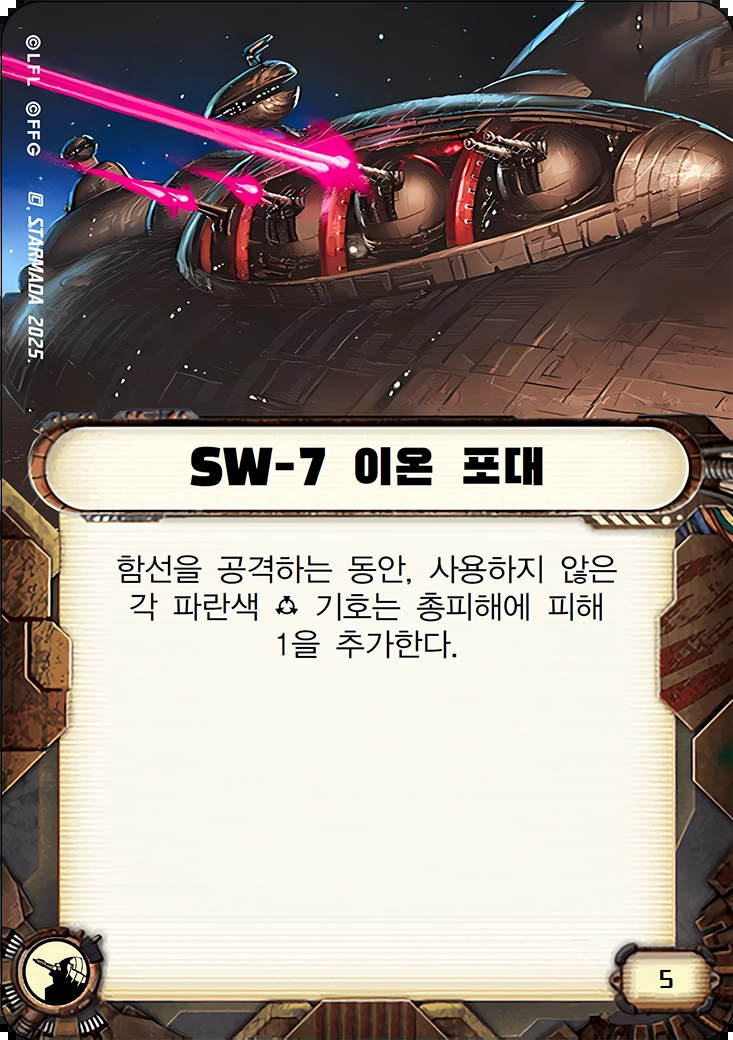 ©LFL ©FFG @. STARMADA 2025.
SW-7 이온 포대
함선을 공격하는 동안, 사용하지 않은
각 파란색 기호는 총피해에 피해
1을 추가한다.
5